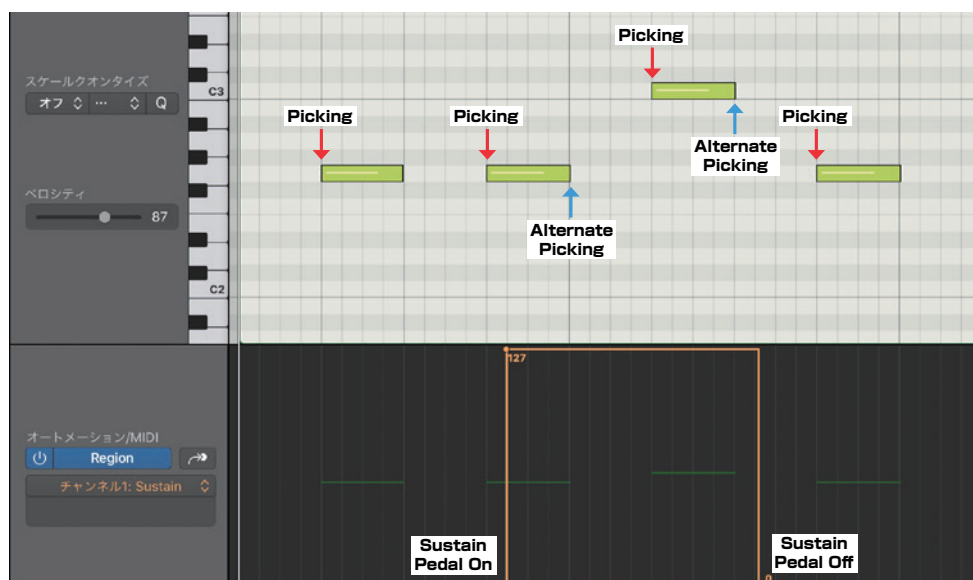 Picking
スケールクオンタイズ
オフ ... Q
C3
Picking
Picking
Picking
Alternate
Picking
ベロシティ
87
Alternate
Picking
C2
127
オートメーション/MIDI
Region
チャンネル1: Sustain
Sustain
Pedal On
Sustain
Pedal Off
0